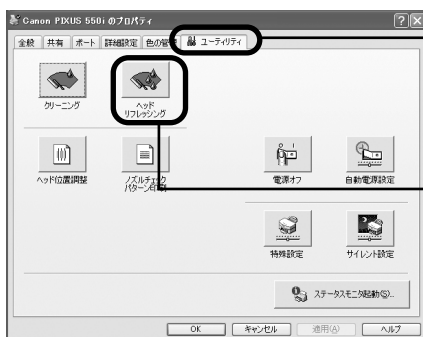 Canon PIXUS 550i のプロパティ
全般 共有 ポート 詳細設定 色の管理 ユーティリティ
クリーニング
ヘッド
リフレッシング
ヘッド位置調整
ノズルチェック
パターン印刷
電源オフ
自動電源設定
特殊設定
サイレント設定
ステータスモニタ起動(S)...
OK キャンセル 適用(A) ヘルプ